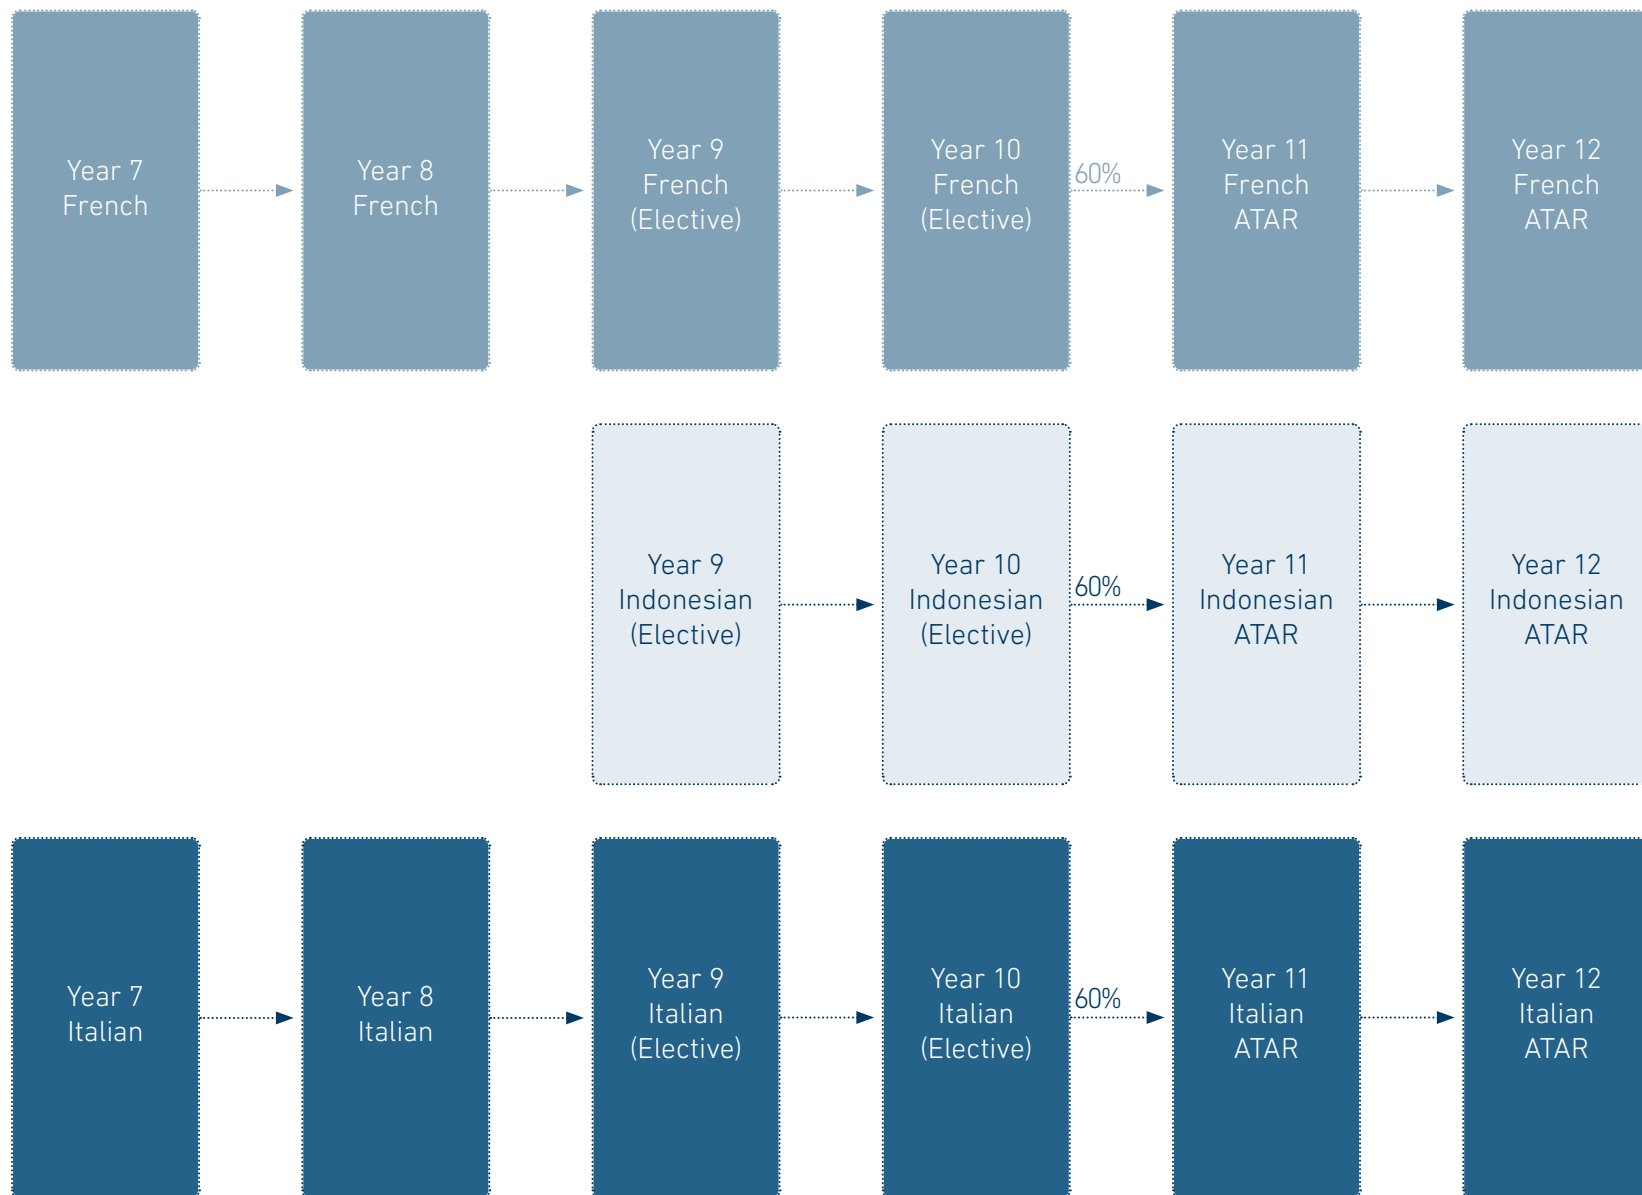 Year 7
French
Year 8
French
Year 9
French
(Elective)
Year 10
French
(Elective)
60%
Year 11
French
ATAR
Year 12
French
ATAR
Year 9
Indonesian
(Elective)
Year 10
Indonesian
(Elective)
60%
Year 11
Indonesian
ATAR
Year 12
Indonesian
ATAR
Year 7
Italian
Year 8
Italian
Year 9
Italian
(Elective)
Year 10
Italian
(Elective)
60%
Year 11
Italian
ATAR
Year 12
Italian
ATAR